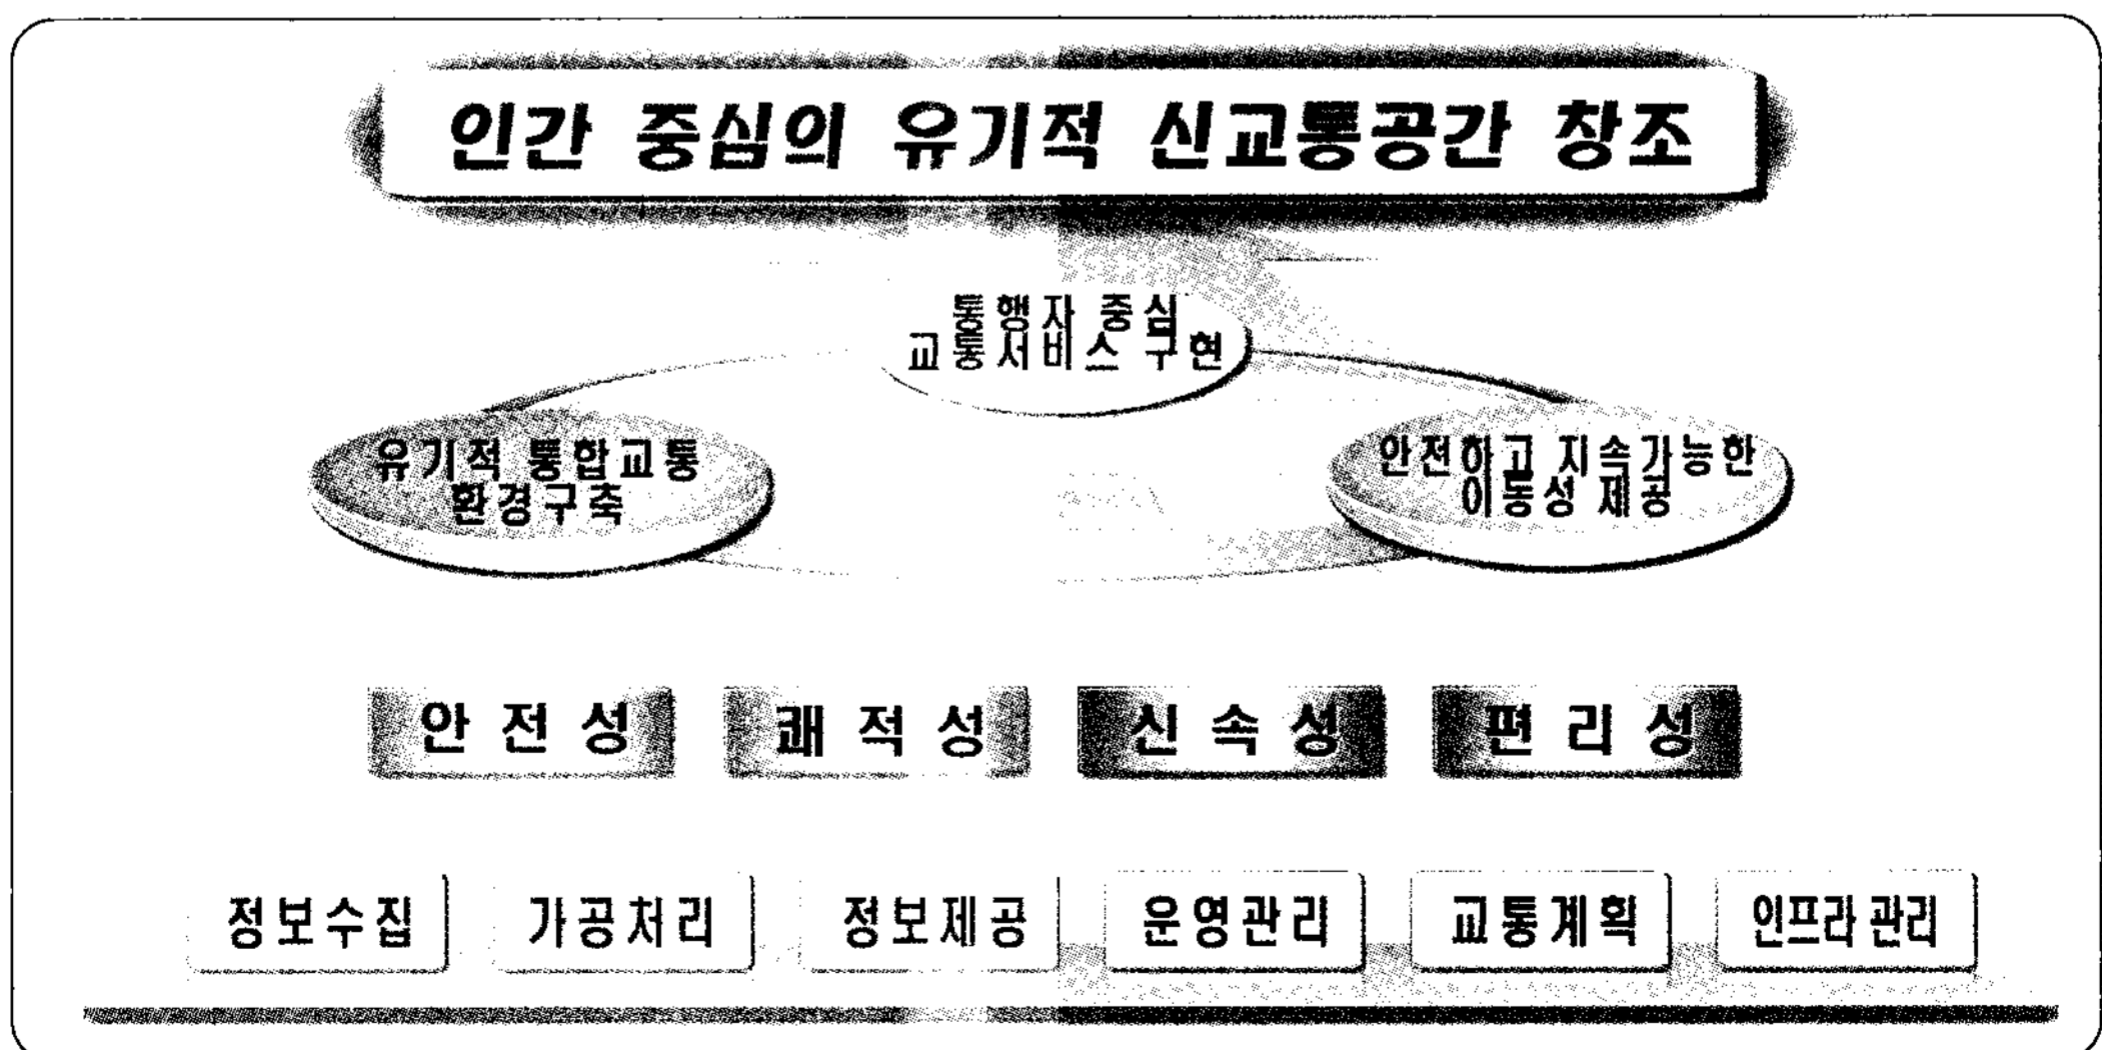 인간 중심의 유기적 신교통공간 창조
통행자 중심
교통서비스 구현
유기적 통합교통
환경구축
안전하고 지속가능한
이동성 제공
안전성
쾌적성
신속성
편리성
정보수집
가공처리
정보제공
운영관리
교통계획
인프라 관리